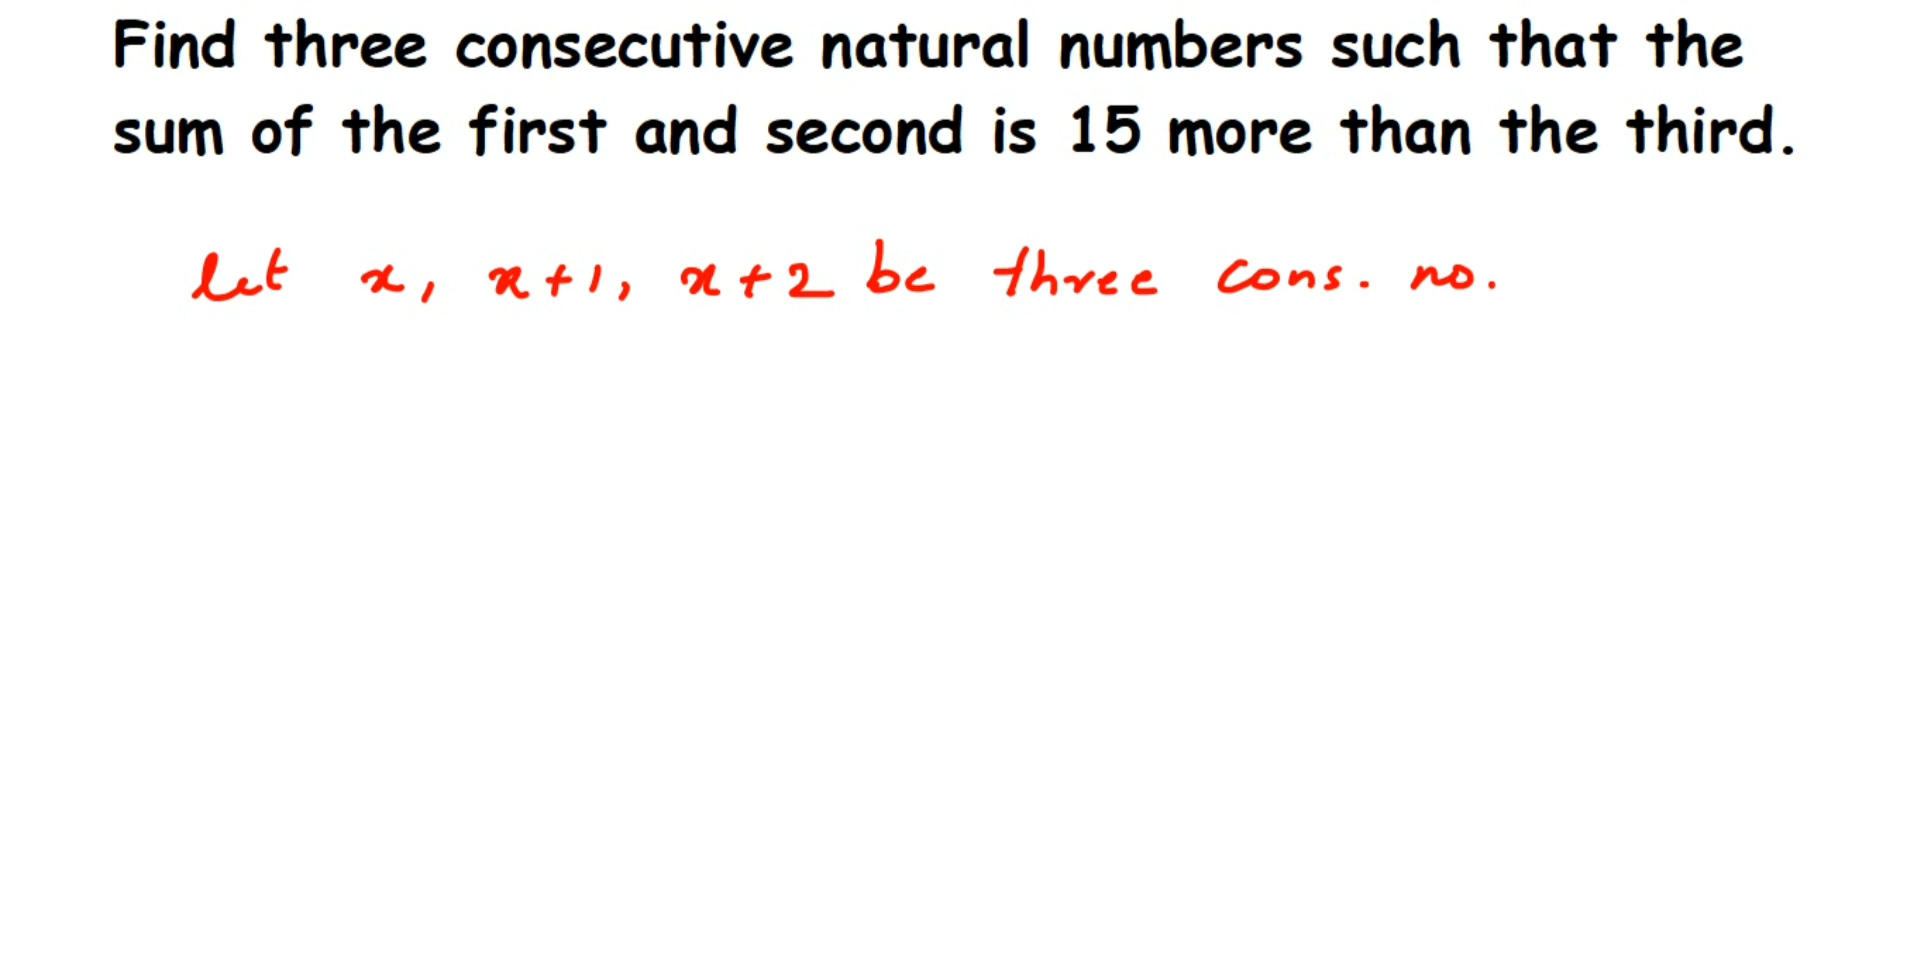 Find three consecutive natural numbers such that the
sum of the first and second is 15 more than the third.
let x, x+1, x+2 be three cons. no.